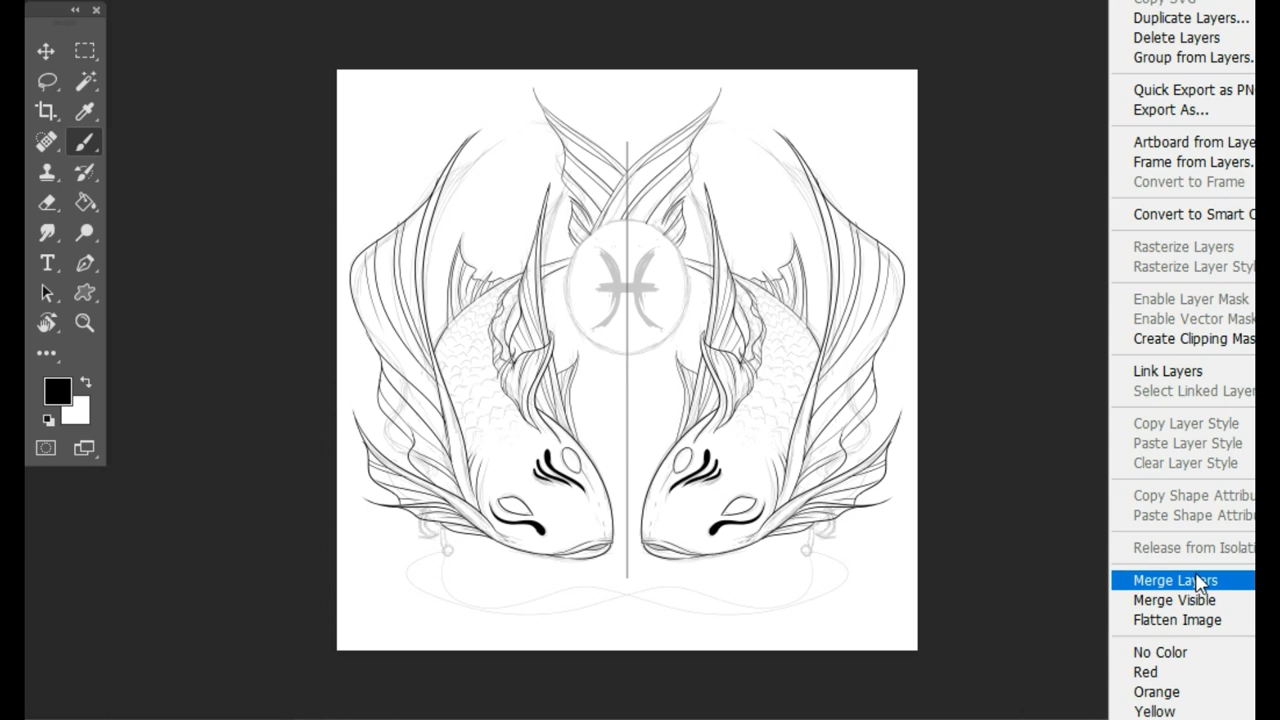 Copy SVG
Duplicate Layers...
Delete Layers
Group from Layers.
Quick Export as PN
Export As...
Artboard from Laye
Frame from Layers.
Convert to Frame
Convert to Smart O
Rasterize Layers
Rasterize Layer Styl
Enable Layer Mask
Enable Vector Mask
Create Clipping Mas
Link Layers
Select Linked Layer
Copy Layer Style
Paste Layer Style
Clear Layer Style
Copy Shape Attribu
Paste Shape Attrib
Release from Isolati
Merge Layers
Merge Visible
Flatten Image
No Color
Red
Orange
Yellow